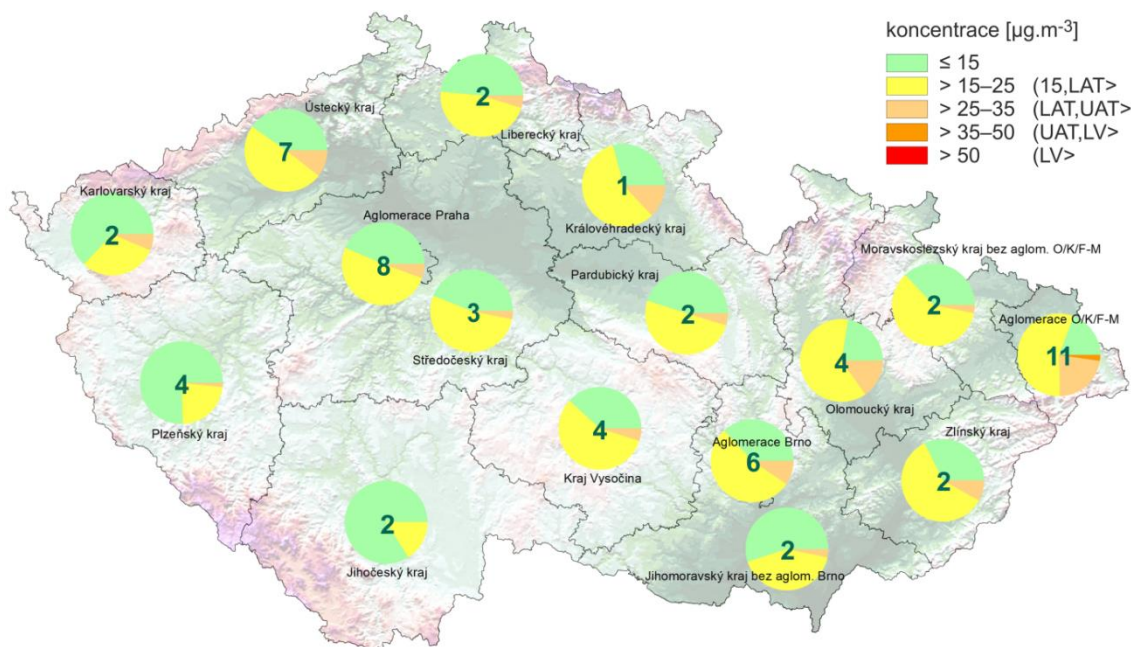 koncentrace [µg.m⁻³]
≤ 15
> 15–25 (15,LAT>
> 25–35 (LAT,UAT>
> 35–50 (UAT,LV>
> 50 (LV>
2
Liberecký kraj
Ústecký kraj
7
Karlovarský kraj
2
1
Královéhradecký kraj
Aglomerace Praha
8
3
Středočeský kraj
Pardubický kraj
2
Moravskoslezský kraj bez aglom. O/K/F-M
2
Aglomerace O/K/F-M
11
4
Olomoucký kraj
4
Plzeňský kraj
4
Kraj Vysočina
Aglomerace Brno
6
Zlínský kraj
2
2
Jihočeský kraj
2
Jihomoravský kraj bez aglom. Brno